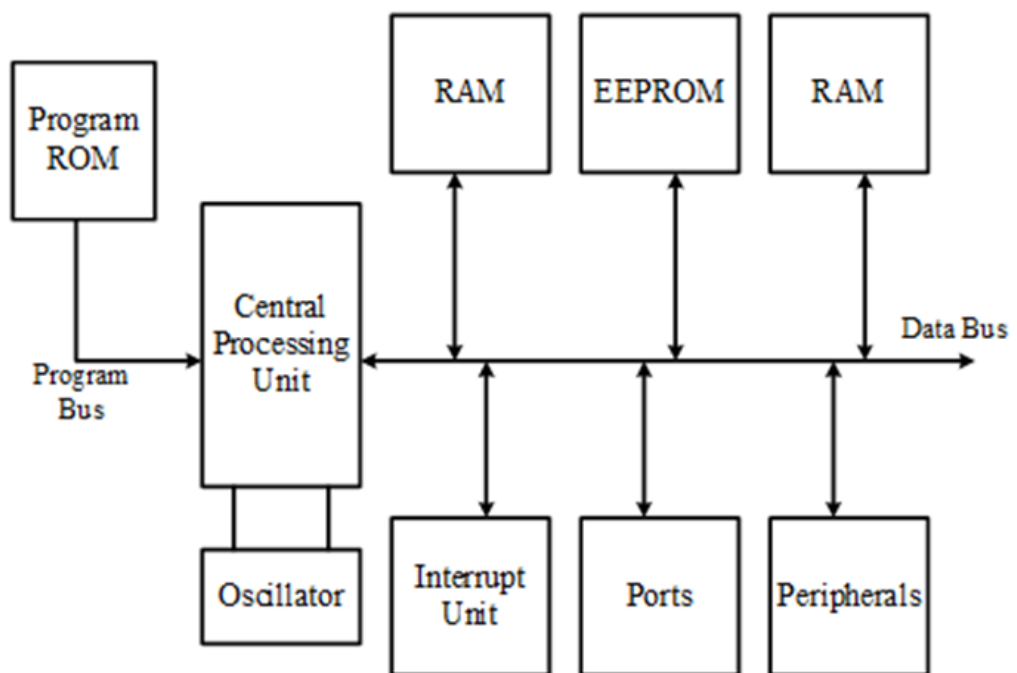 RAM
EEPROM
RAM
Program
ROM
Central
Processing
Unit
Data Bus
Program
Bus
Oscillator
Interrupt
Unit
Ports
Peripherals